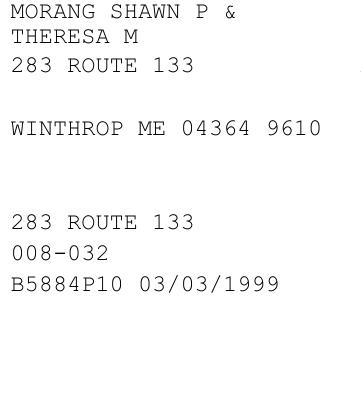 MORANG SHAWN P &
THERESA M
283 ROUTE 133
WINTHROP ME 04364 9610
283 ROUTE 133
008-032
B5884P10 03/03/1999